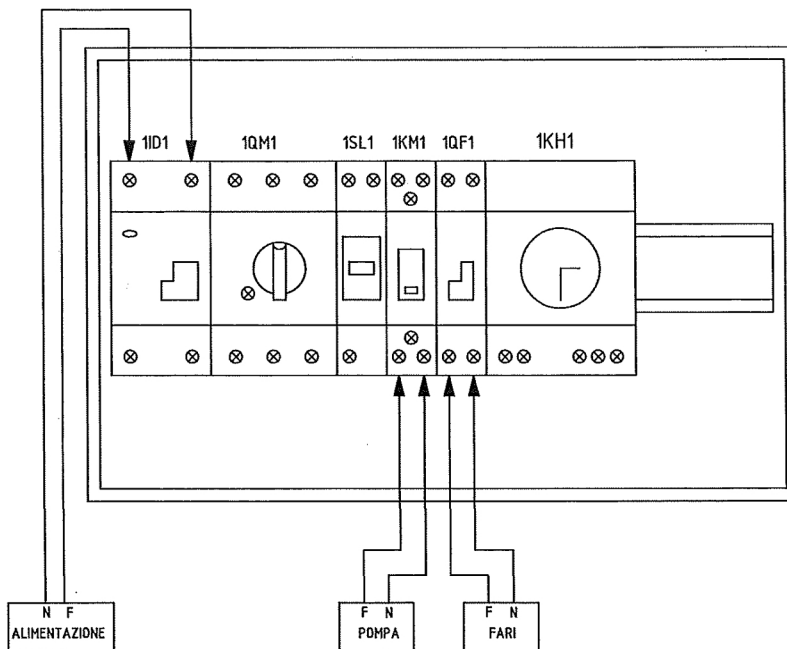 1ID1 1QM1 1SL1 1KM1 1QF1 1KH1
N F
ALIMENTAZIONE
F N
POMPA
F N
FARI